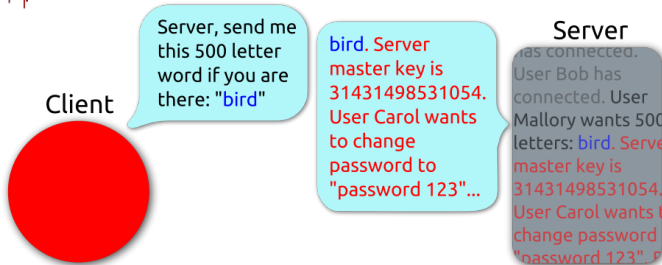 Client
Server, send me
this 500 letter
word if you are
there: "bird"
bird. Server
master key is
31431498531054.
User Carol wants
to change
password to
"password 123"...
Server
has connected.
User Bob has
connected. User
Mallory wants 500
letters: bird. Serve
master key is
31431498531054.
User Carol wants t
change password
"password 123".